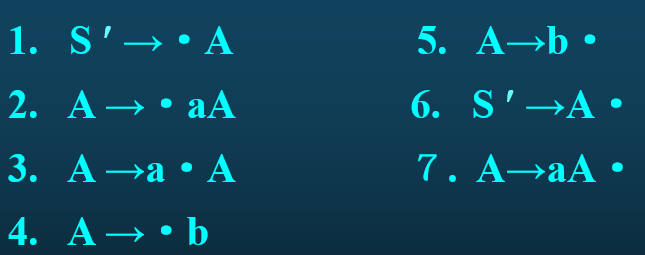 1. S′→·A
2. A→·aA
3. A→a·A
4. A→·b
5. A→b·
6. S′→A·
7. A→aA·